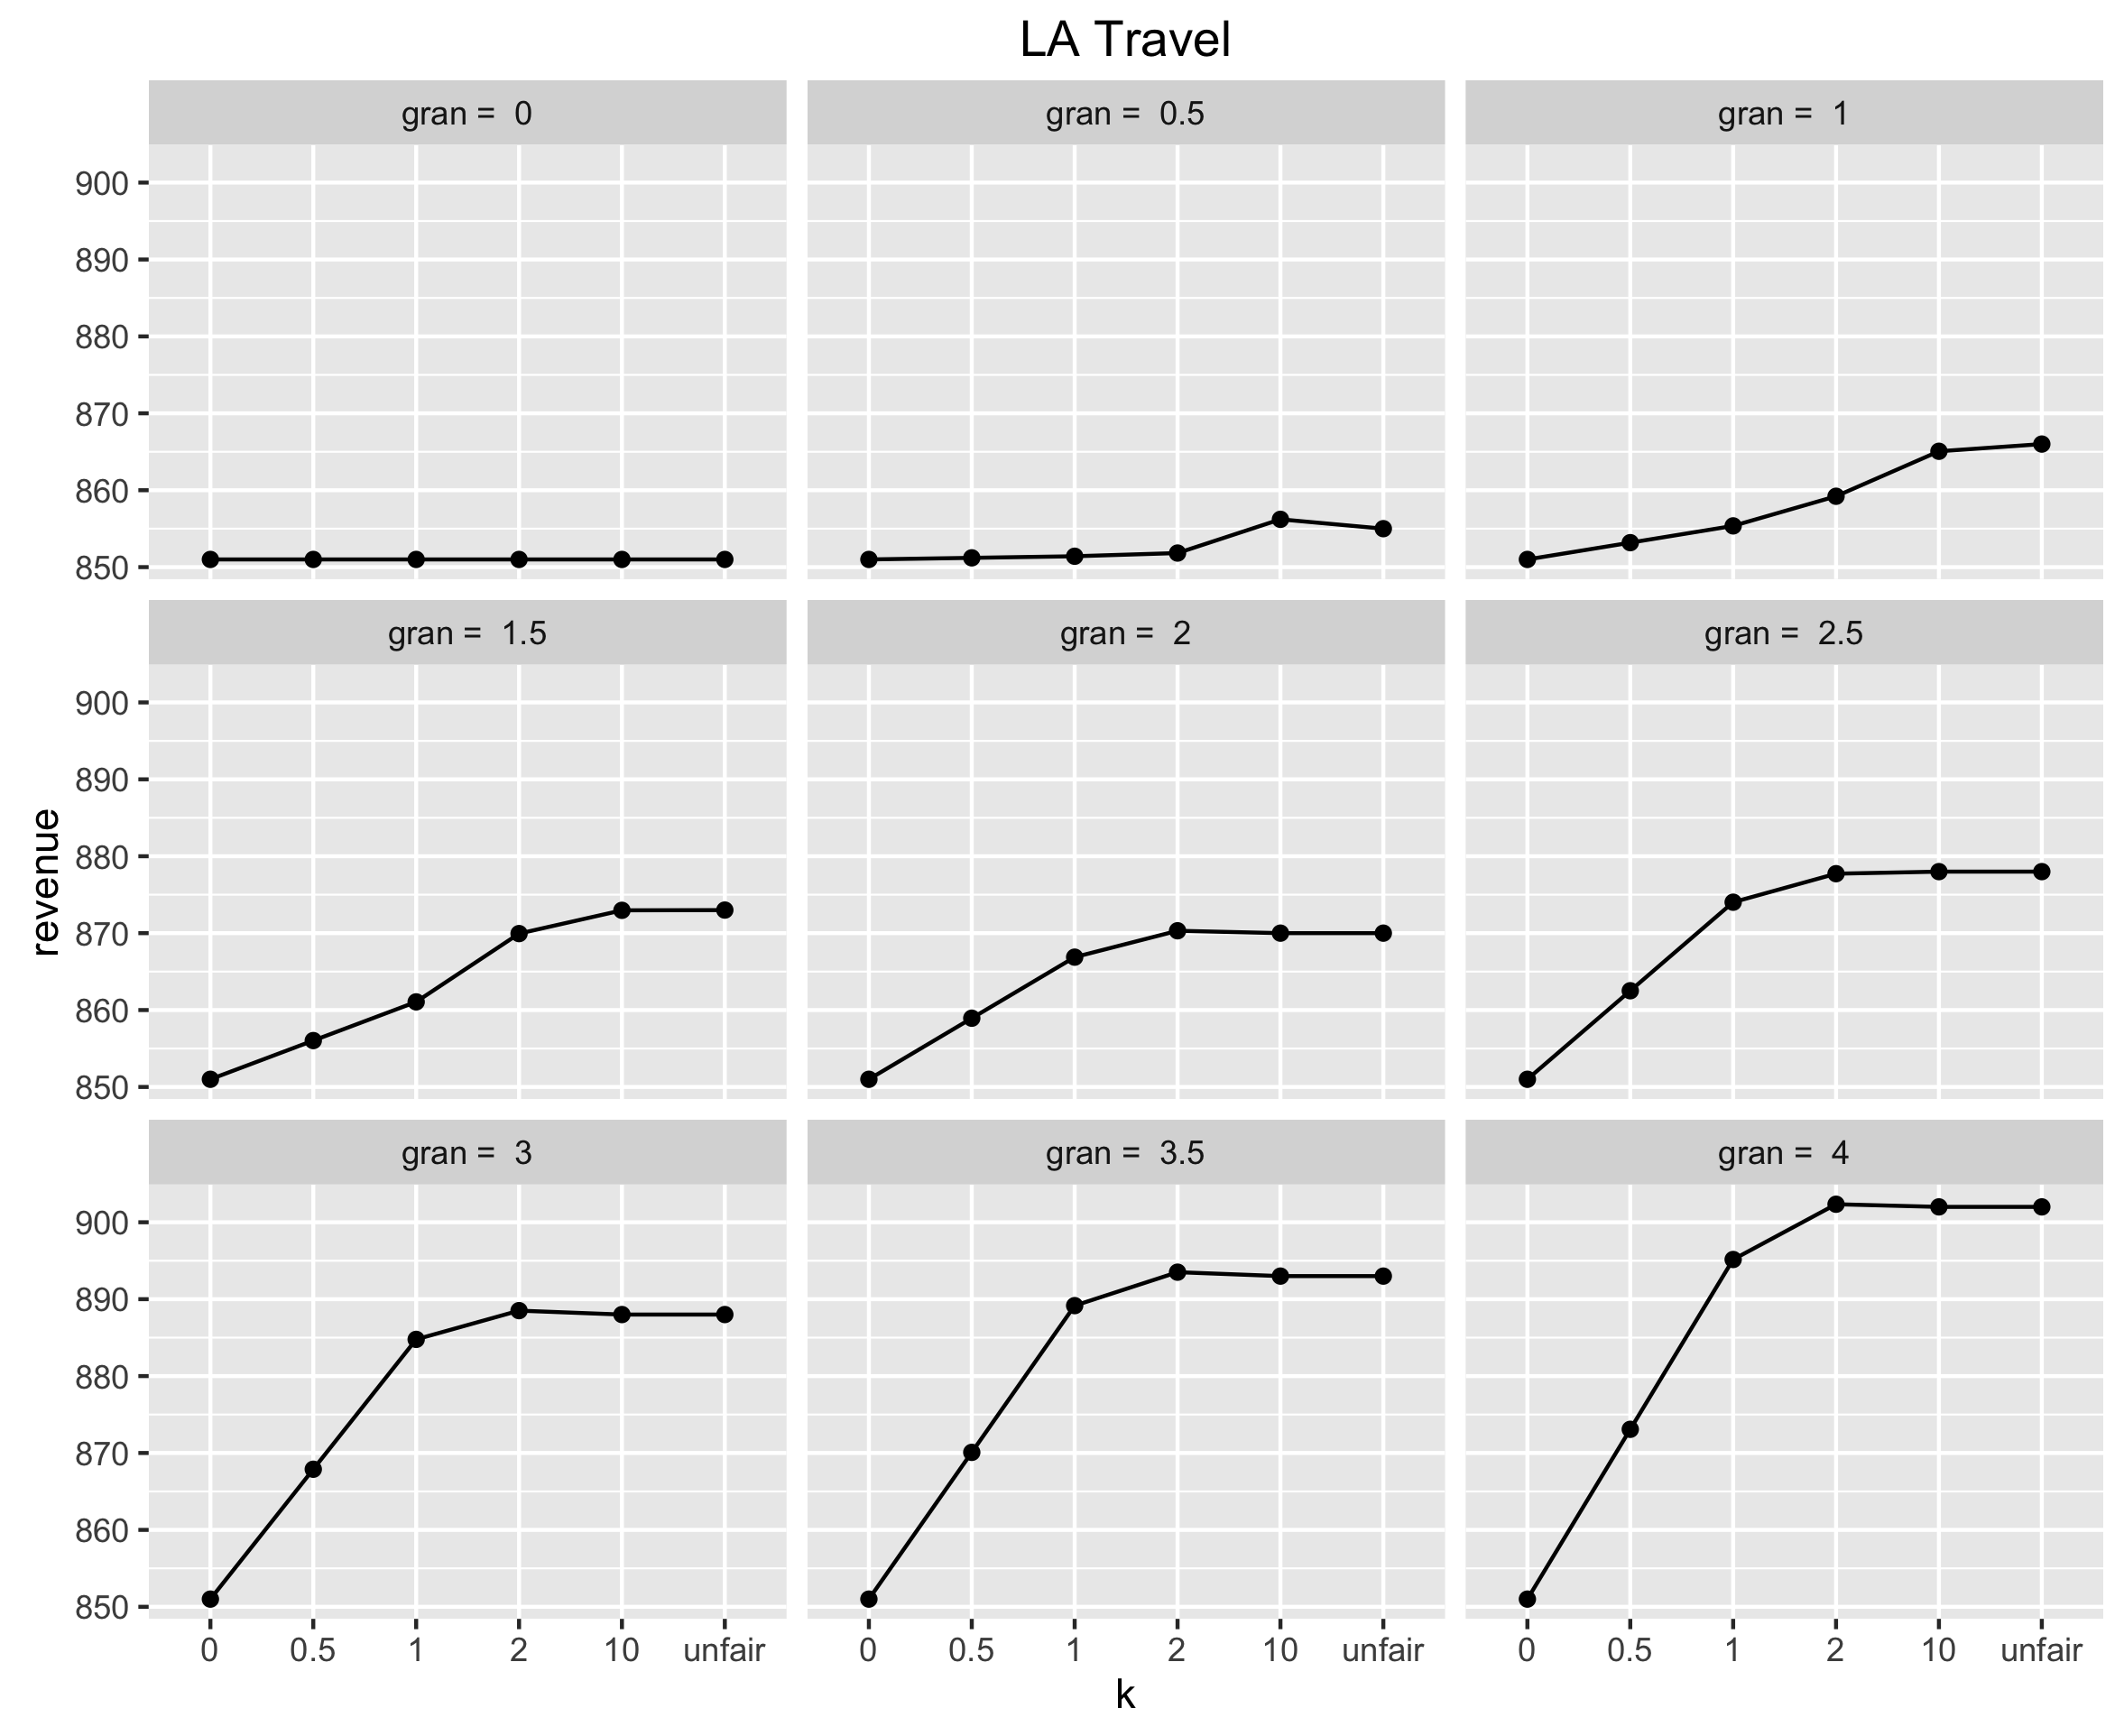 LA Travel
gran =  0
gran =  0.5
gran =  1
900
890
880
870
860
850
gran =  1.5
gran =  2
gran =  2.5
900
890
880
870
860
850
revenue
gran =  3
gran =  3.5
gran =  4
900
890
880
870
860
850
0 0.5 1 2 10 unfair
0 0.5 1 2 10 unfair
0 0.5 1 2 10 unfair
k